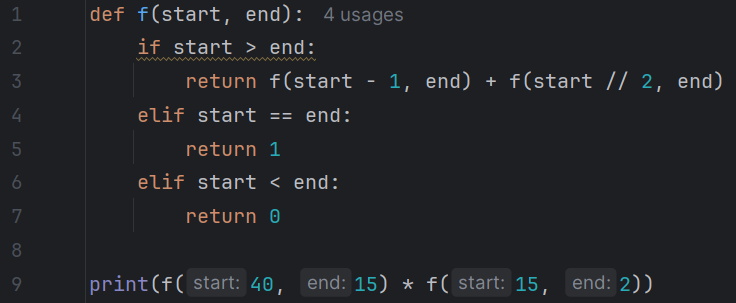 1 def f(start, end): 4 usages
2     if start > end:
3         return f(start - 1, end) + f(start // 2, end)
4     elif start == end:
5         return 1
6     elif start < end:
7         return 0
8
9 print(f( start: 40, end: 15) * f( start: 15, end: 2))